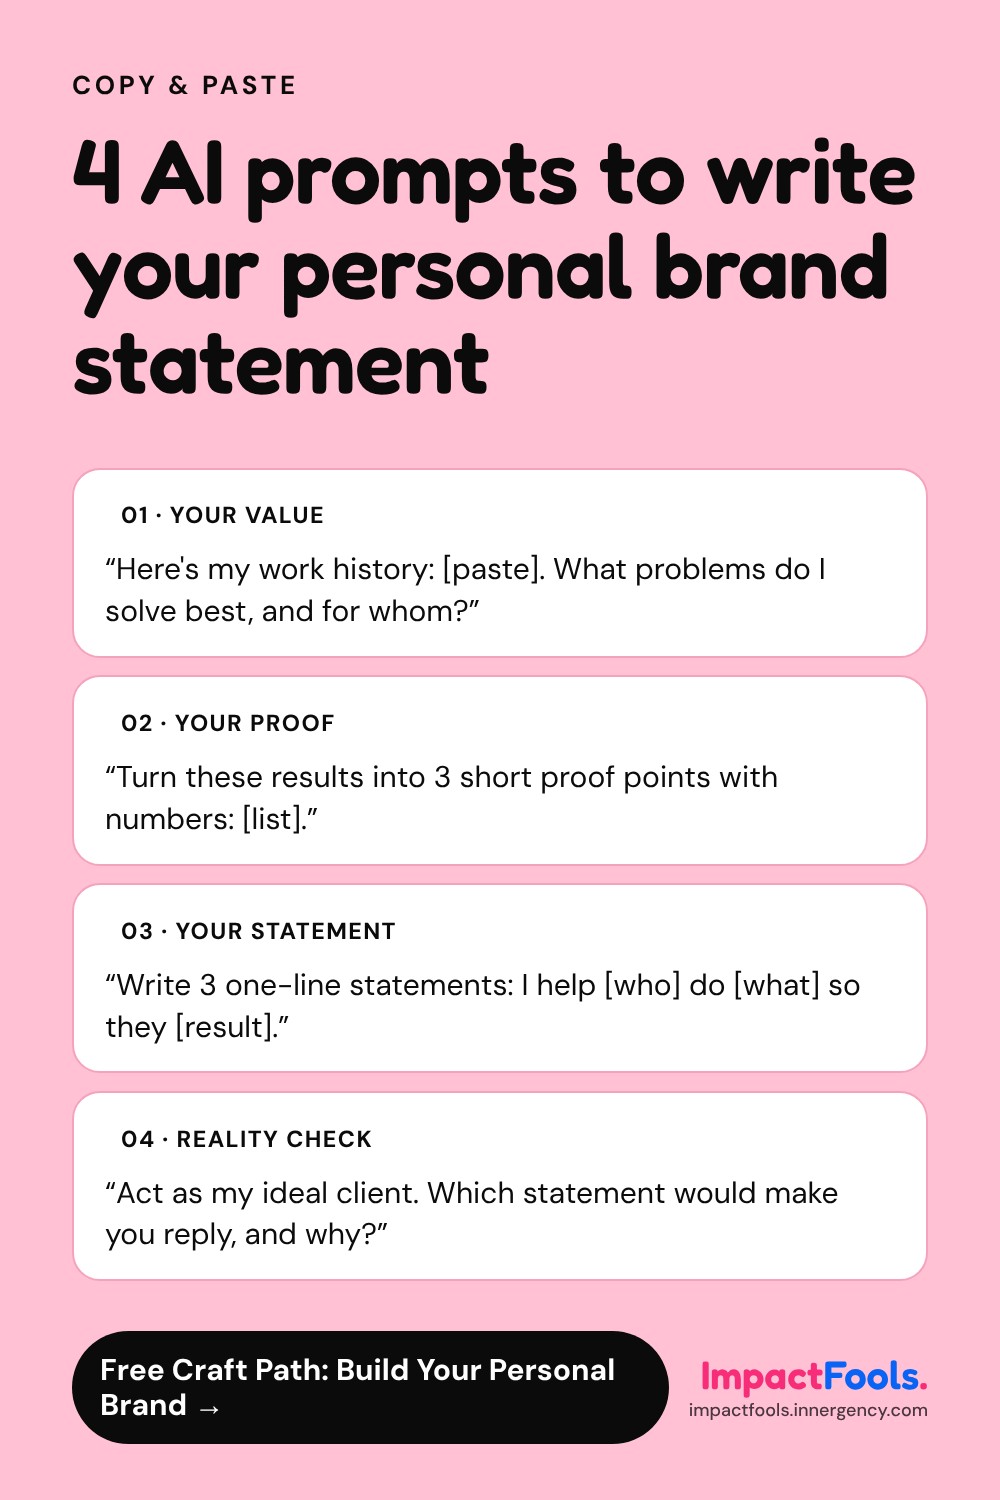 COPY & PASTE
4 AI prompts to write
your personal brand
statement
01 · YOUR VALUE
“Here's my work history: [paste]. What problems do I
solve best, and for whom?”
02 · YOUR PROOF
“Turn these results into 3 short proof points with
numbers: [list].”
03 · YOUR STATEMENT
“Write 3 one-line statements: I help [who] do [what] so
they [result].”
04 · REALITY CHECK
“Act as my ideal client. Which statement would make
you reply, and why?”
Free Craft Path: Build Your Personal
Brand →
ImpactFools.
impactfools.innergency.com